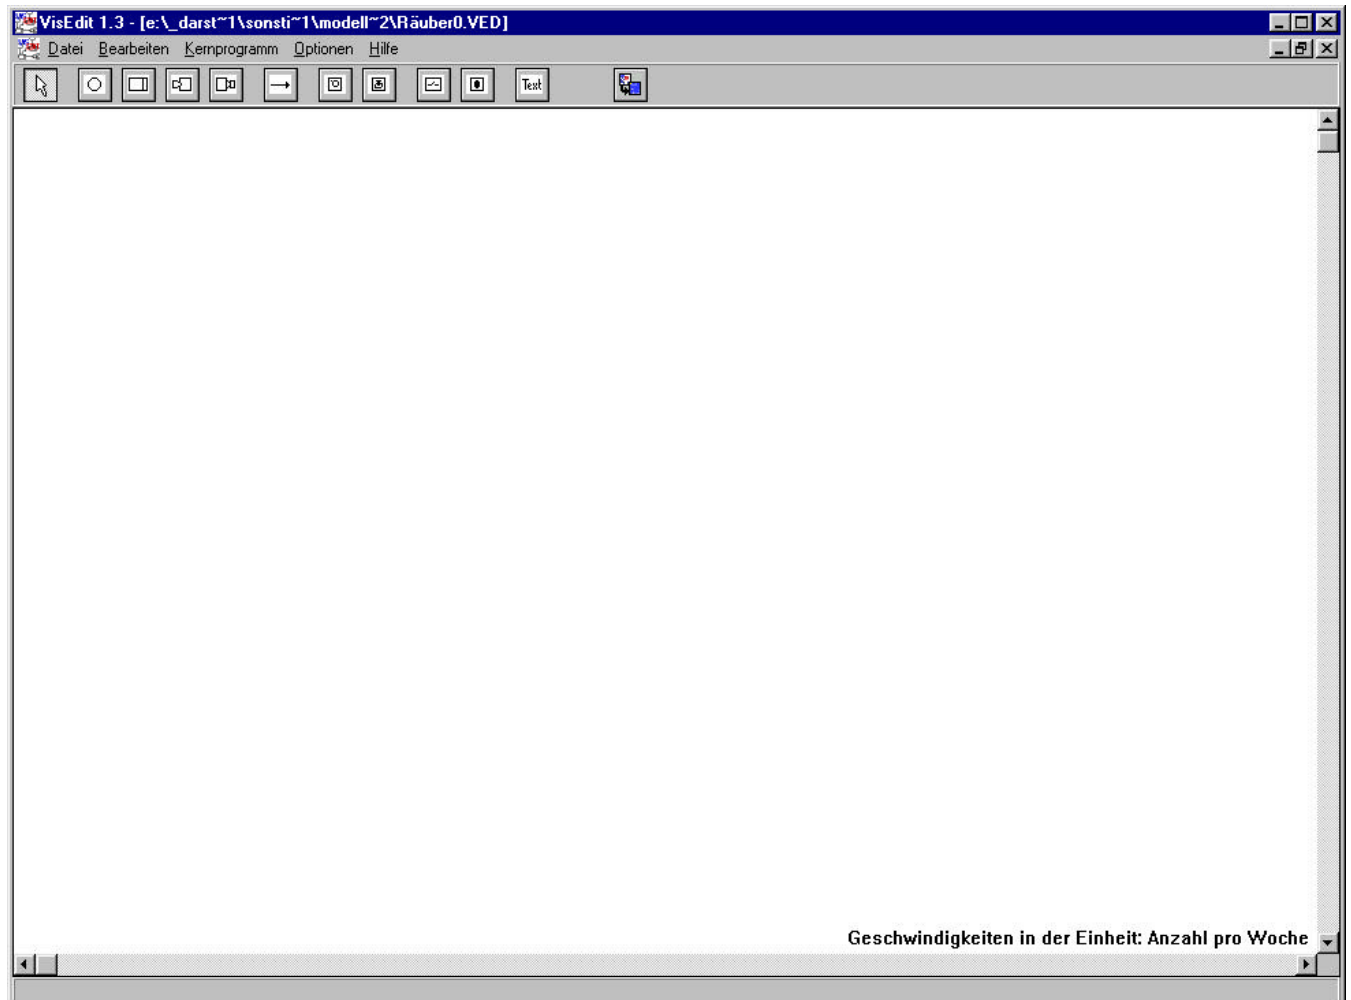 VisEdit 1.3 - [e:\_darst~1\sonsti~1\modell~2\Räuber0.VED]
Datei Bearbeiten Kernprogramm Optionen Hilfe
Text
Geschwindigkeiten in der Einheit: Anzahl pro Woche